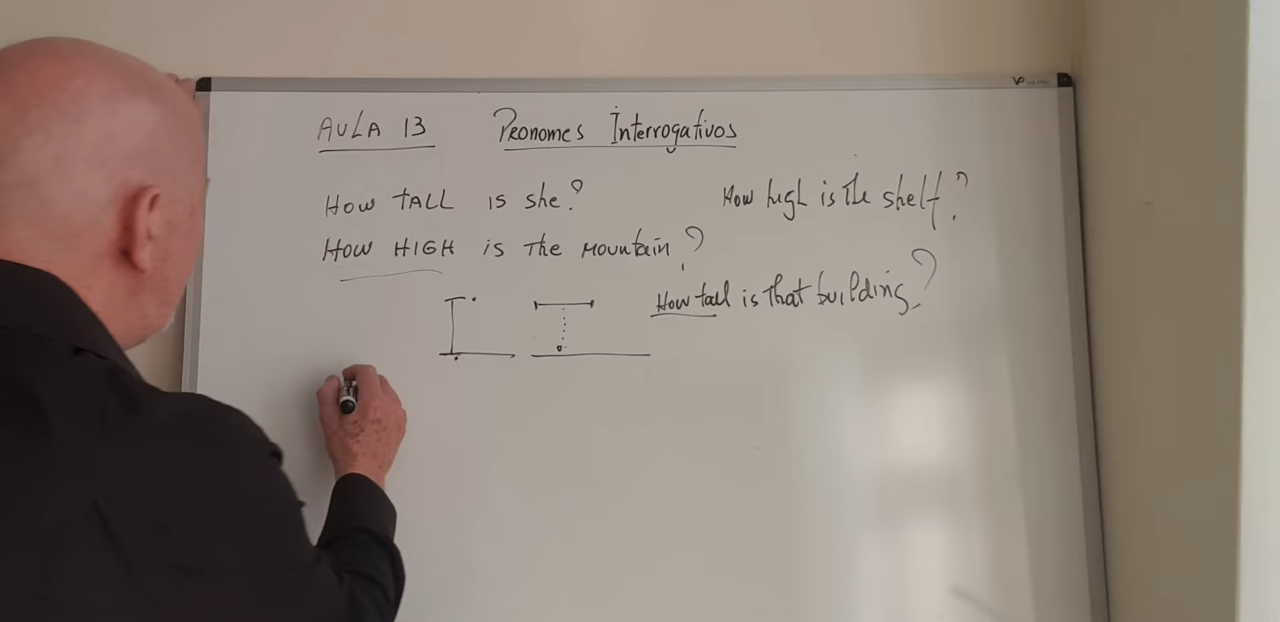 AULA 13 Pronomes Interrogativos
HOW TALL IS she?
How high is the shelf?
HOW HIGH is The Mountain?
How tall is that building?